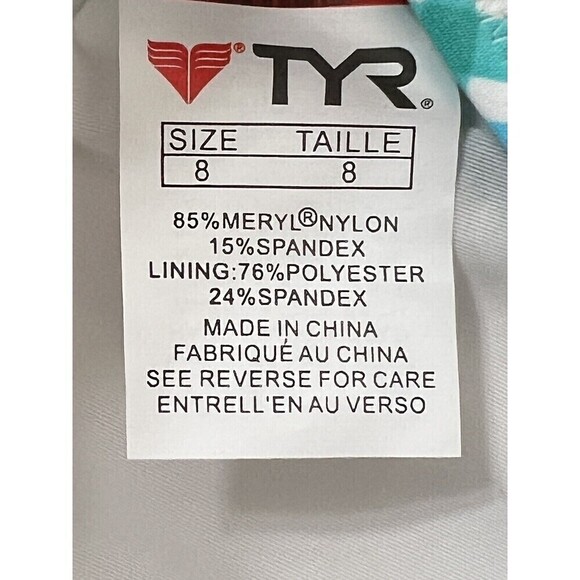 ® TYR®
SIZE TAILLE
8 8
85%MERYL®NYLON
15%SPANDEX
LINING:76%POLYESTER
24%SPANDEX
MADE IN CHINA
FABRIQUÉ AU CHINA
SEE REVERSE FOR CARE
ENTRELL'EN AU VERSO